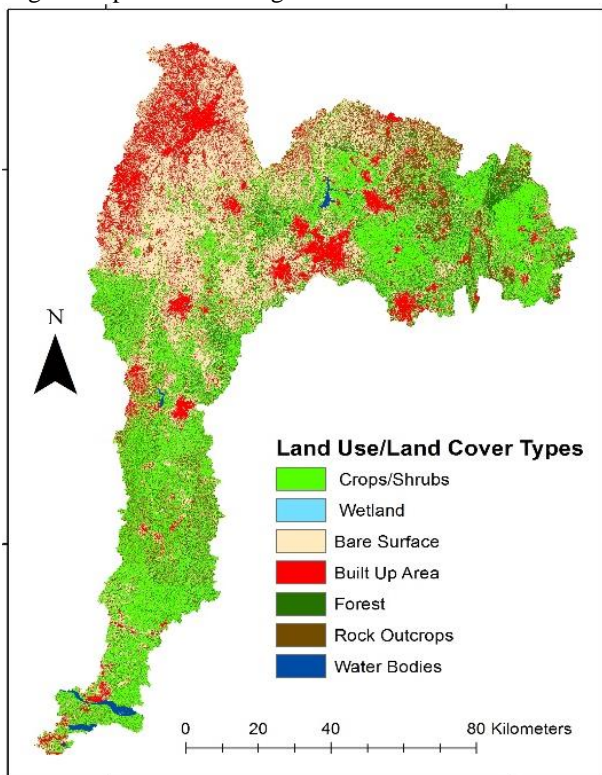 N
Land Use/Land Cover Types
Crops/Shrubs
Wetland
Bare Surface
Built Up Area
Forest
Rock Outcrops
Water Bodies
0 20 40 80 Kilometers